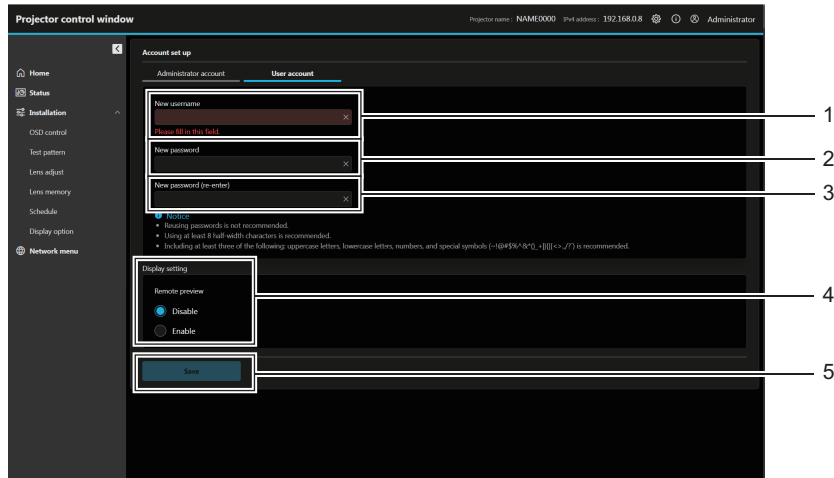 Projector control window
Projector name : NAME0000 IPv4 address : 192.168.0.8 Administrator
Account set up
Administrator account User account
Home
Status
Installation
OSD control
Test pattern
Lens adjust
Lens memory
Schedule
Display option
Network menu
New username
Please fill in this field.
New password
New password (re-enter)
Notice
• Reusing passwords is not recommended.
• Using at least 8 half-width characters is recommended.
• Including at least three of the following: uppercase letters, lowercase letters, numbers, and special symbols is recommended.
Display setting
Remote preview
Disable
Enable
Save
1
2
3
4
5